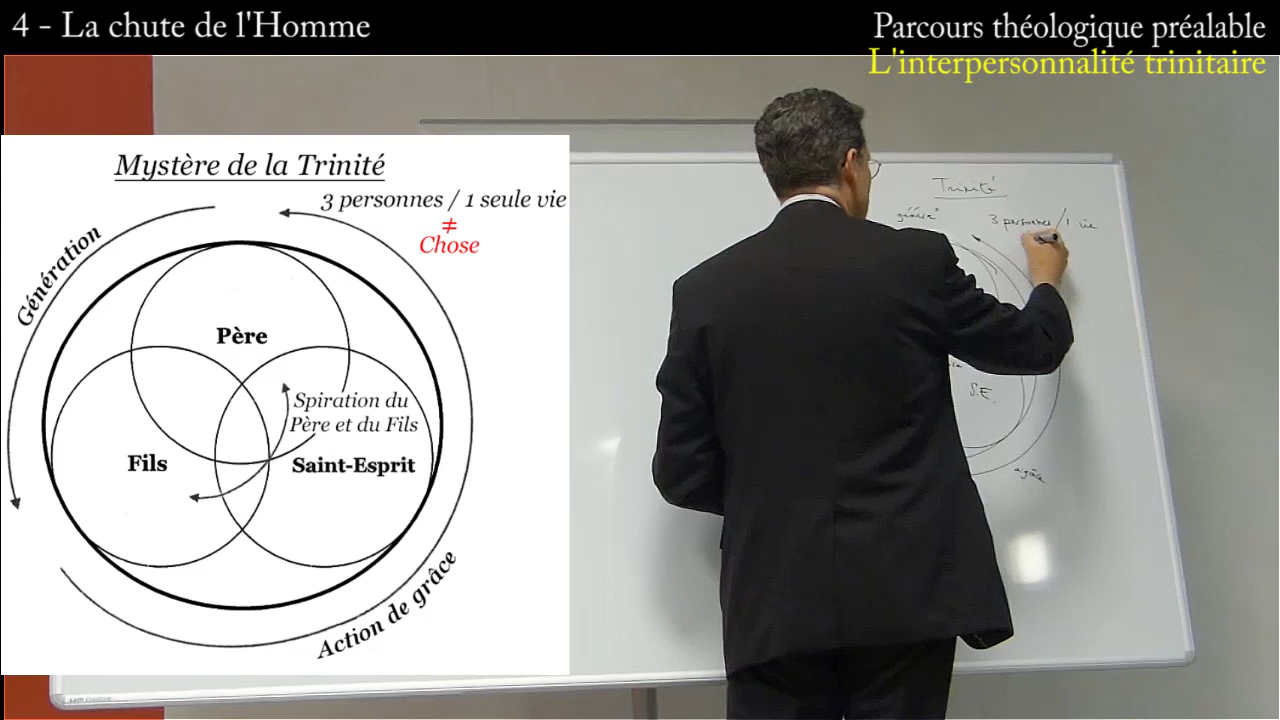 4 - La chute de l'Homme
Parcours théologique préalable
L'interpersonnalité trinitaire
Mystère de la Trinité
3 personnes / 1 seule vie
≠
Chose
Génération
Père
Spiration du
Père et du Fils
Fils
Saint-Esprit
Action de grâce
Trinité
3 personnes / 1 vie
S.E.